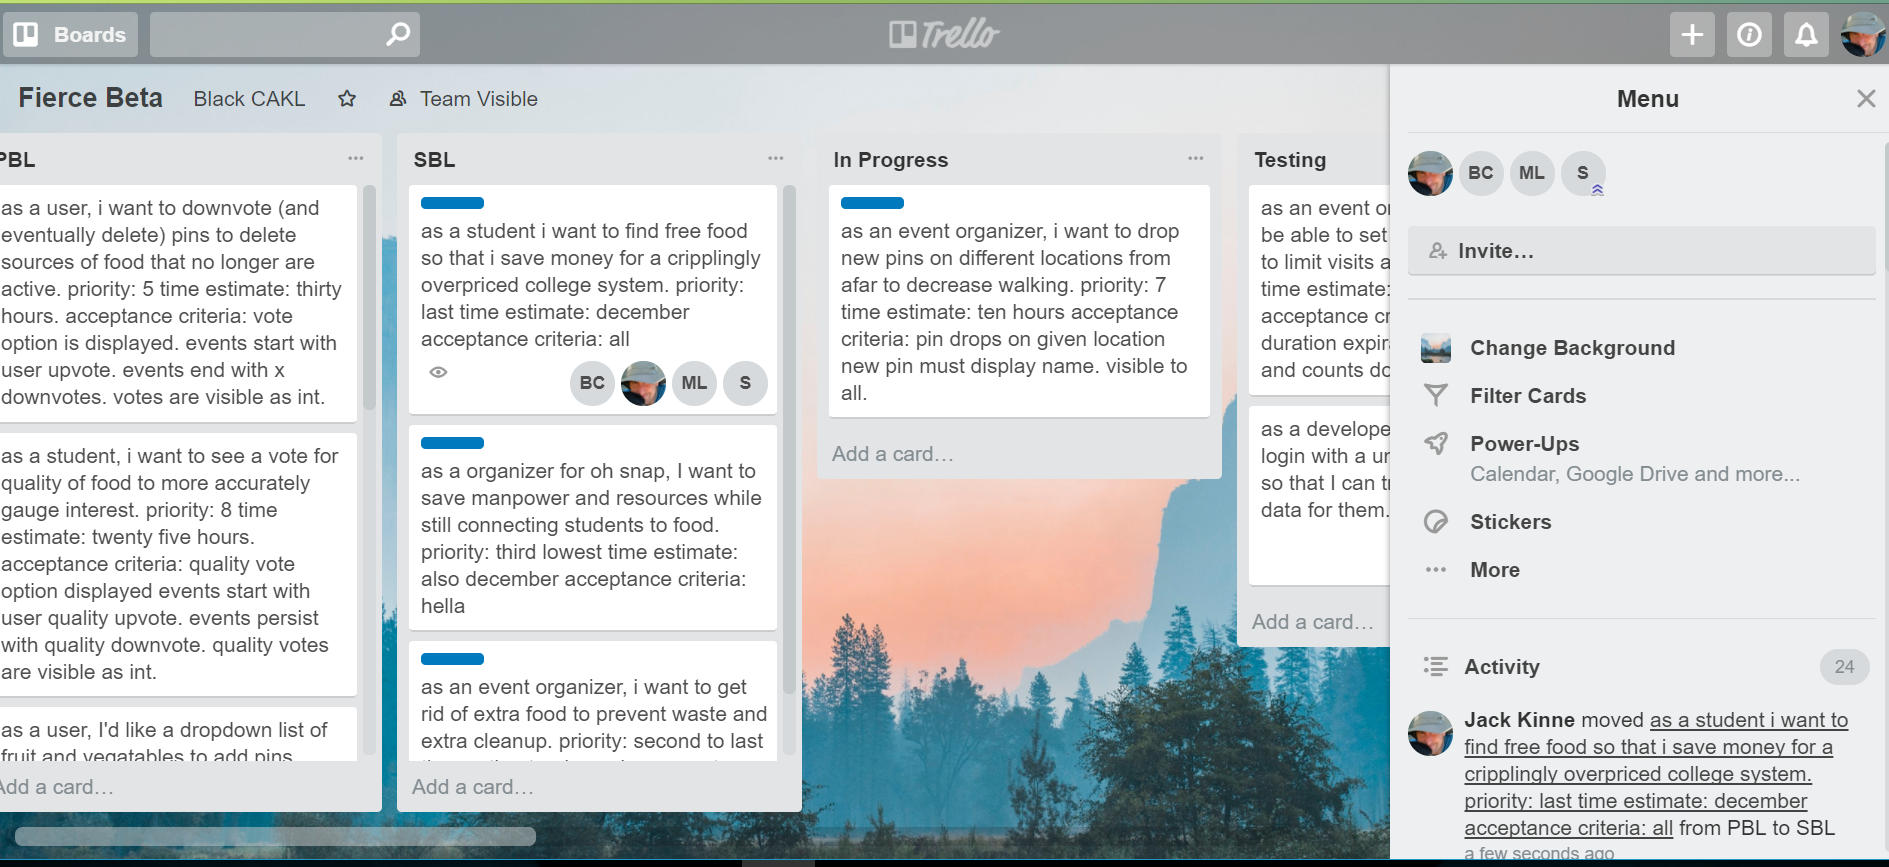 Boards
Trello
Fierce Beta
Black CAKL
Team Visible
PBL
as a user, i want to downvote (and
eventually delete) pins to delete
sources of food that no longer are
active. priority: 5 time estimate: thirty
hours. acceptance criteria: vote
option is displayed. events start with
user upvote. events end with x
downvotes. votes are visible as int.
as a student, i want to see a vote for
quality of food to more accurately
gauge interest. priority: 8 time
estimate: twenty five hours.
acceptance criteria: quality vote
option displayed events start with
user quality upvote. events persist
with quality downvote. quality votes
are visible as int.
as a user, I'd like a dropdown list of
fruit and vegatables to add pins
Add a card…
SBL
as a student i want to find free food
so that i save money for a cripplingly
overpriced college system. priority:
last time estimate: december
acceptance criteria: all
BC
ML
S
as a organizer for oh snap, I want to
save manpower and resources while
still connecting students to food.
priority: third lowest time estimate:
also december acceptance criteria:
hella
as an event organizer, i want to get
rid of extra food to prevent waste and
extra cleanup. priority: second to last
Add a card…
In Progress
as an event organizer, i want to drop
new pins on different locations from
afar to decrease walking. priority: 7
time estimate: ten hours acceptance
criteria: pin drops on given location
new pin must display name. visible to
all.
Add a card…
Testing
as an event
be able to set
to limit visits
time estimate:
acceptance
duration
and counts
as a
login with a
so that I can
data for them.
Add a card…
Menu
BC
ML
S
Invite…
Change Background
Filter Cards
Power-Ups
Calendar, Google Drive and more...
Stickers
More
Activity
24
Jack Kinne moved as a student i want to
find free food so that i save money for a
cripplingly overpriced college system.
priority: last time estimate: december
acceptance criteria: all from PBL to SBL
a few seconds ago